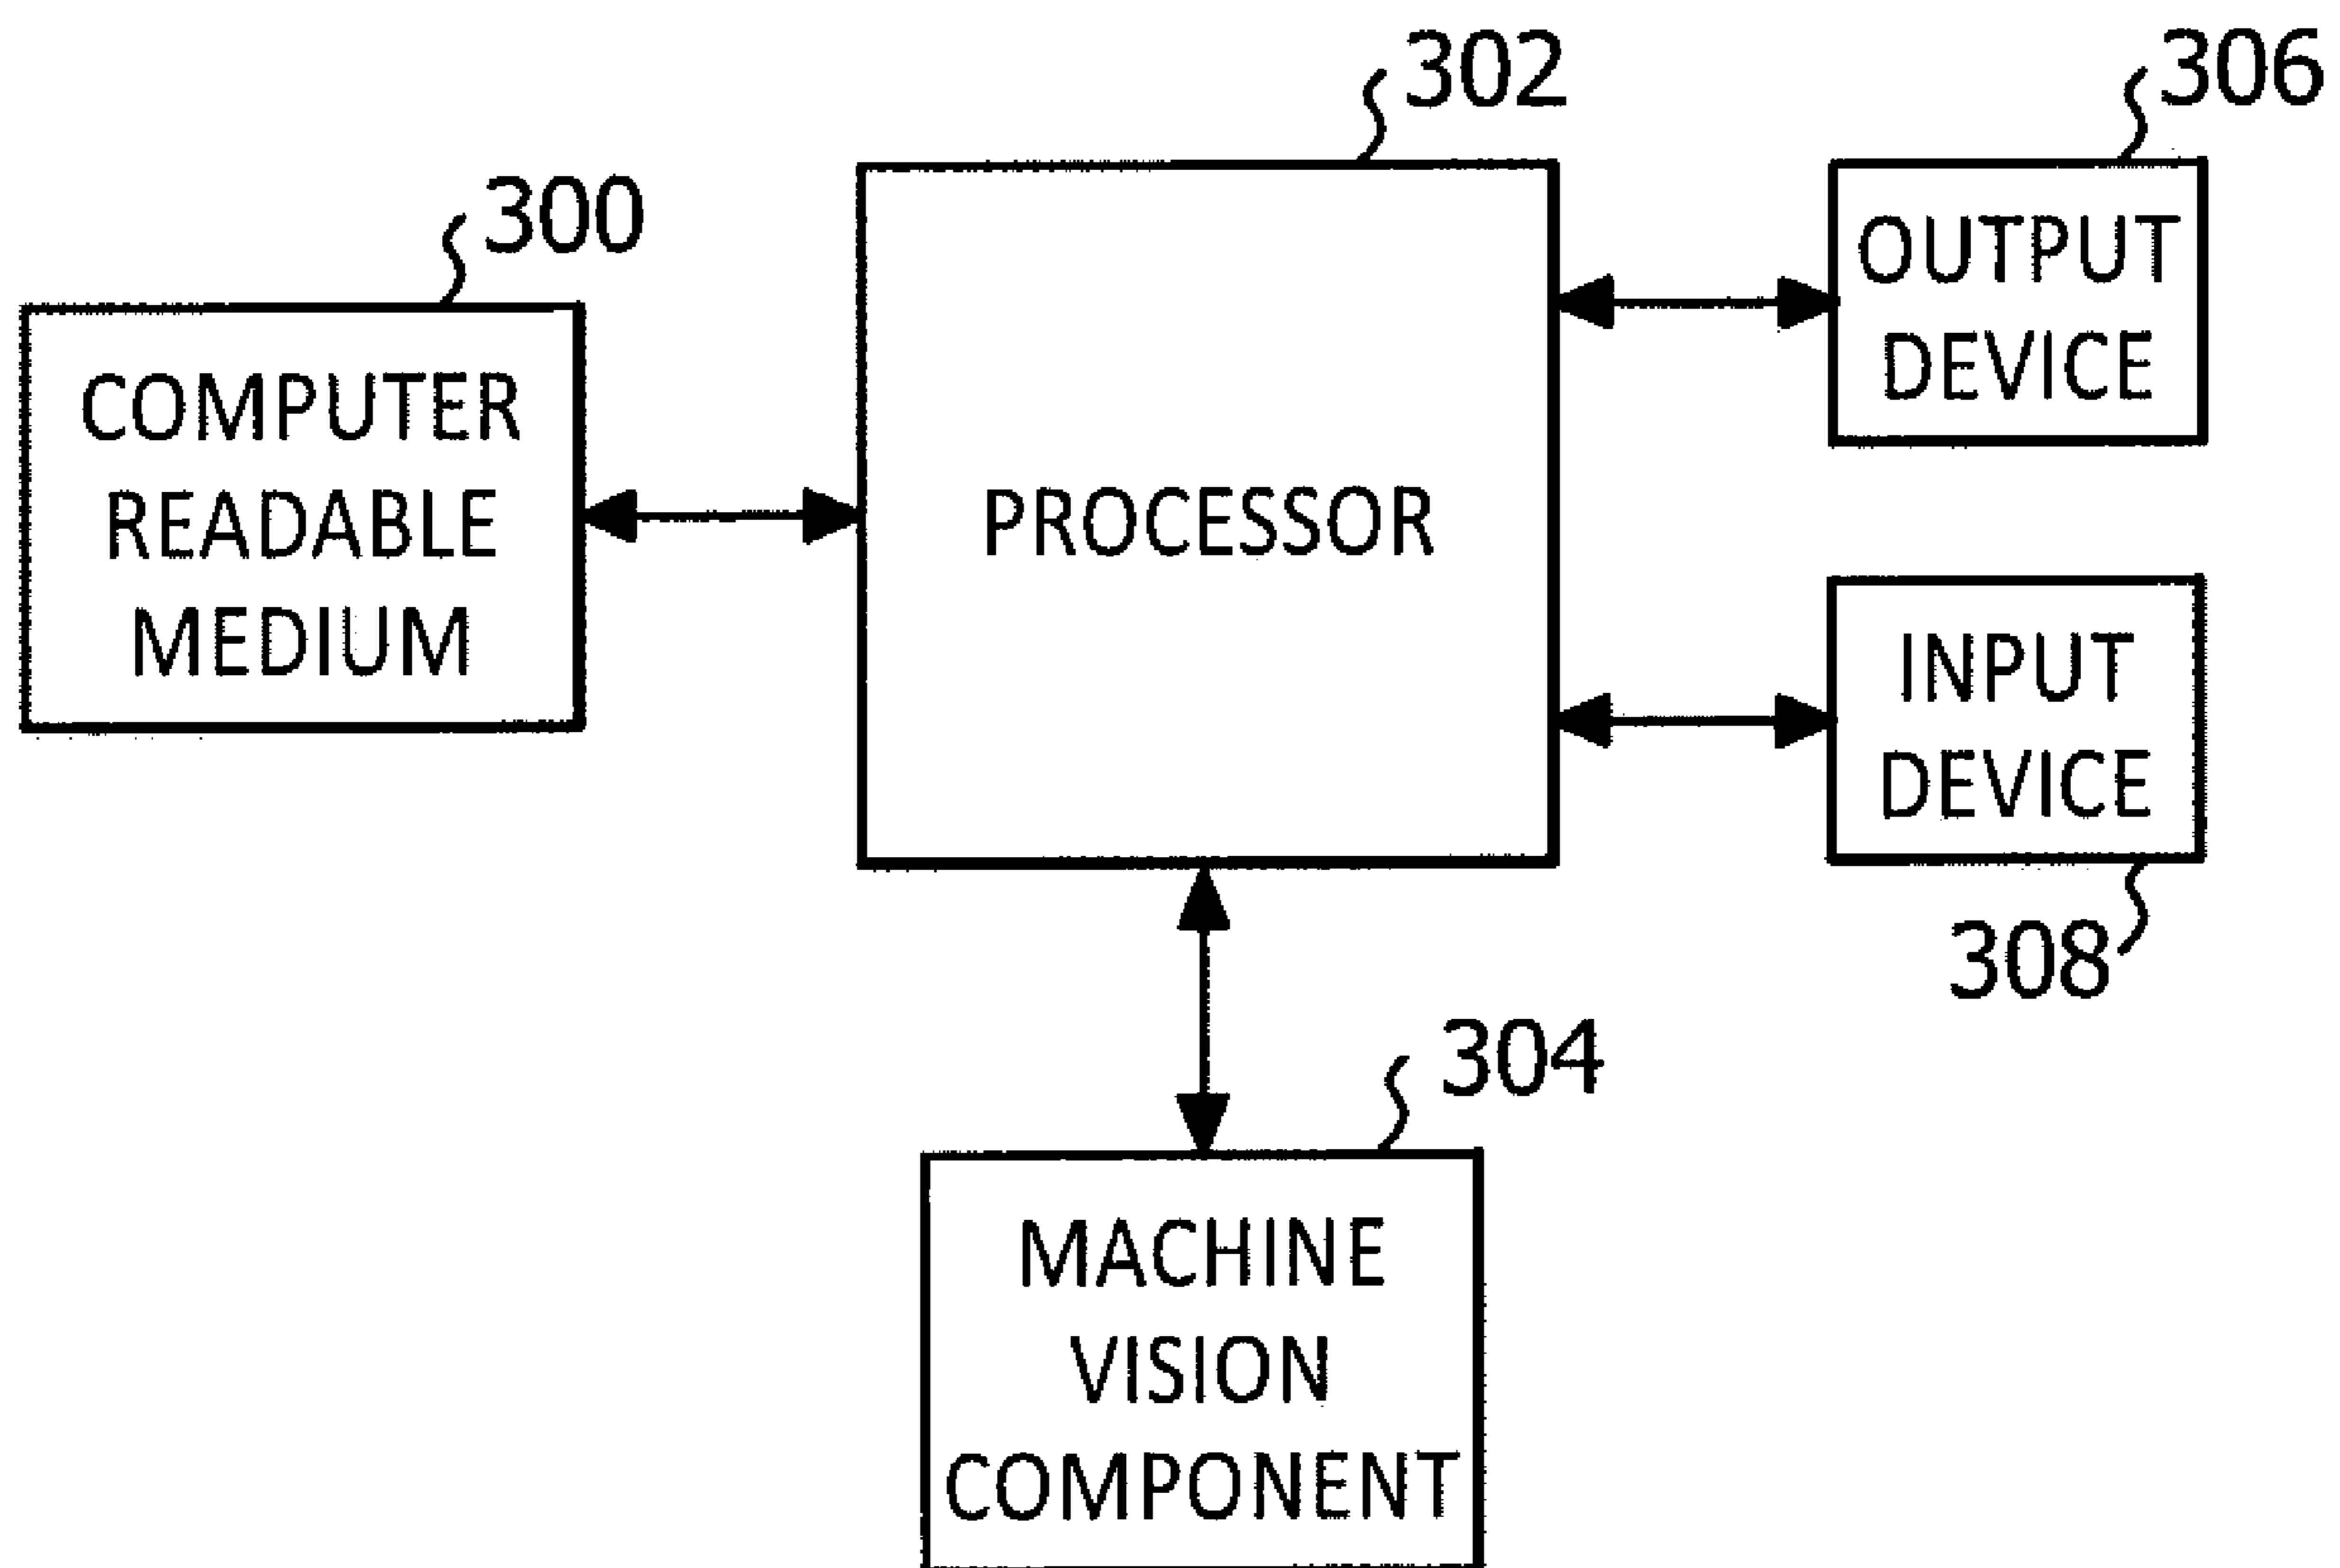 302
306
300
OUTPUT
DEVICE
COMPUTER
READABLE
MEDIUM
PROCESSOR
INPUT
DEVICE
308
304
MACHINE
VISION
COMPONENT